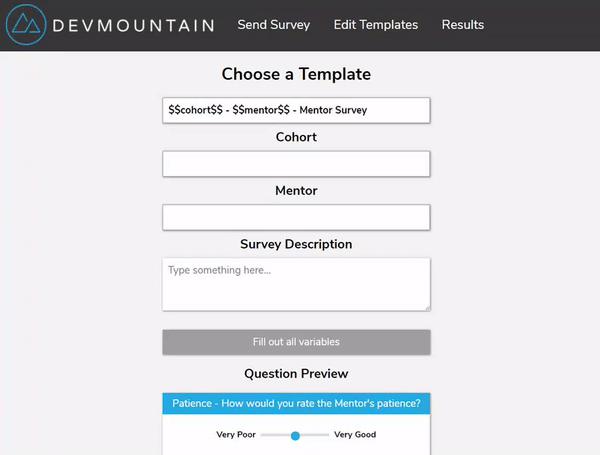 DEVMOUNTAIN Send Survey Edit Templates Results
Choose a Template
$$cohort$$ - $$mentor$$ - Mentor Survey
Cohort
Mentor
Survey Description
Type something here...
Fill out all variables
Question Preview
Patience - How would you rate the Mentor's patience?
Very Poor Very Good